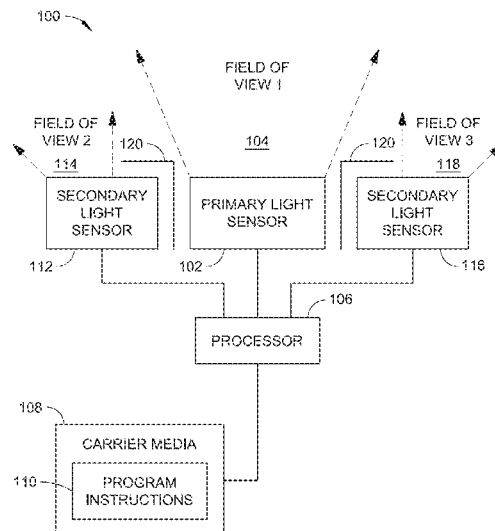 100
FIELD OF
VIEW 1
104
FIELD OF
VIEW 2
114
120
120
FIELD OF
VIEW 3
118
SECONDARY
LIGHT
SENSOR
112
PRIMARY LIGHT
SENSOR
102
SECONDARY
LIGHT
SENSOR
116
106
PROCESSOR
108
CARRIER MEDIA
110
PROGRAM
INSTRUCTIONS